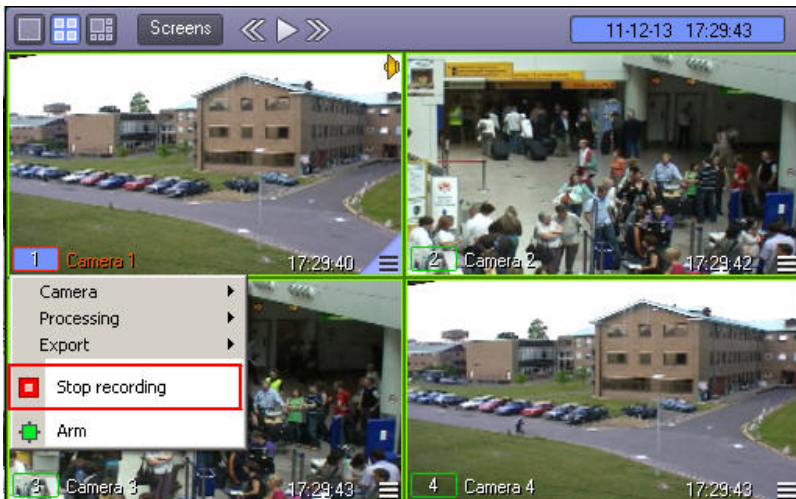 Screens
11-12-13 17:29:43
1 Camera 1 17:29:40
2 Camera 2 17:29:42
Camera
Processing
Export
Stop recording
Arm
3 Camera 3 17:29:43
4 Camera 4 17:29:43